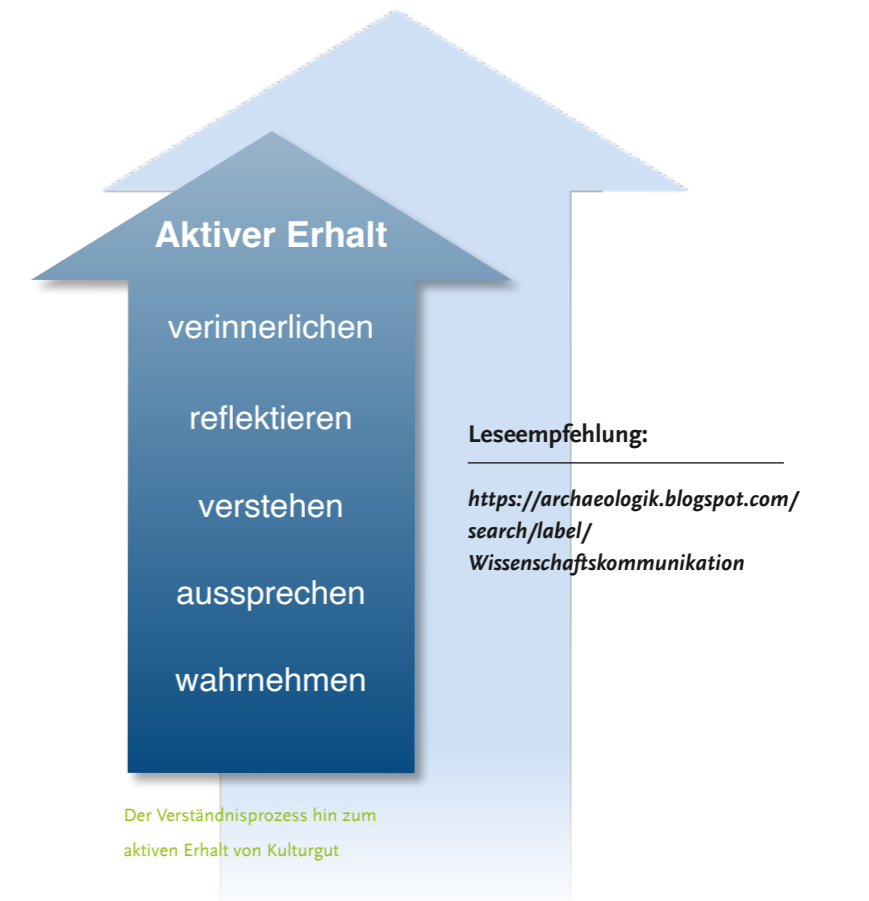 Aktiver Erhalt
verinnerlichen
reflektieren
verstehen
aussprechen
wahrnehmen
Der Verständnisprozess hin zum
aktiven Erhalt von Kulturgut
Leseempfehlung:
https://archaeologik.blogspot.com/
search/label/
Wissenschaftskommunikation